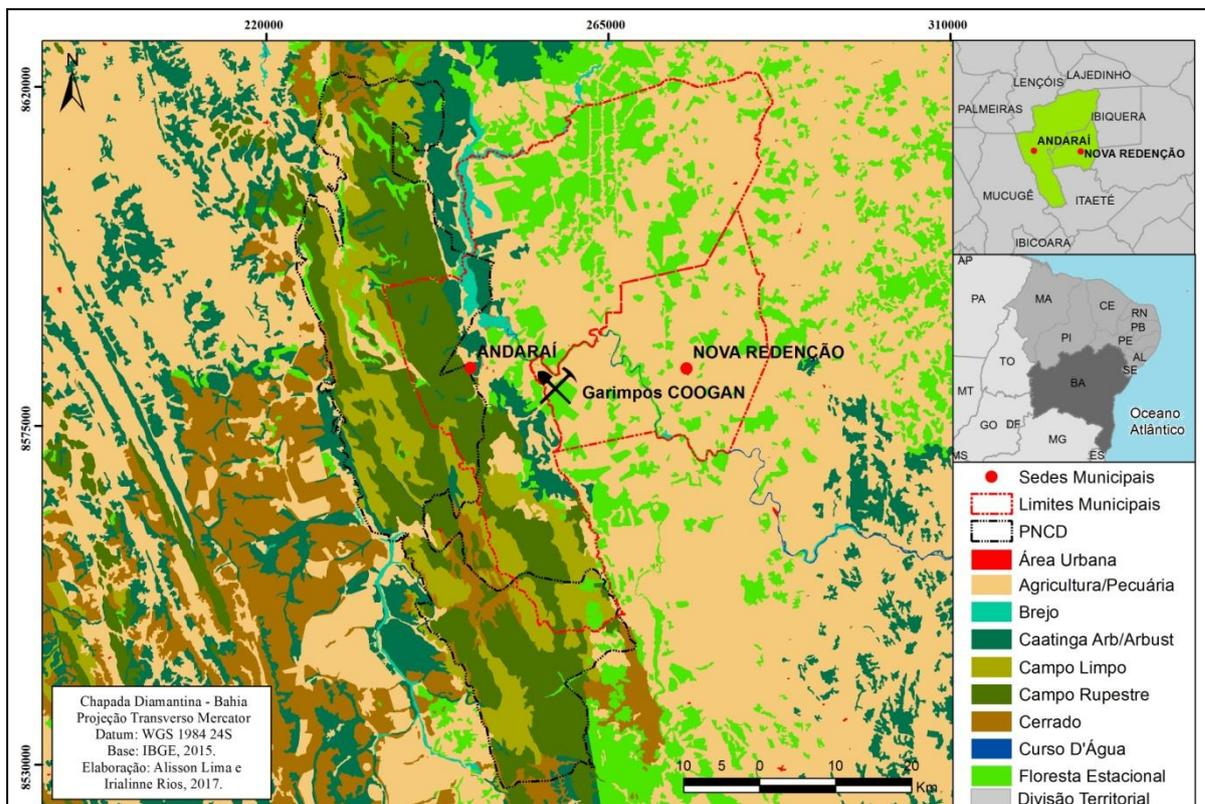 220000 265000 310000
N
8620000
8575000
8530000
ANDARAÍ
NOVA REDENÇÃO
Garimpos COOGAN
Chapada Diamantina - Bahia
Projeção Transverso Mercator
Datum: WGS 1984 24S
Base: IBGE, 2015.
Elaboração: Alisson Lima e
Irialinne Rios, 2017.
10 5 0 10 20
Km
LENÇÓIS
LAJEDINHO
PALMEIRAS
IBIQUERA
ANDARAÍ
NOVA REDENÇÃO
MUCUGÊ
ITAETÉ
IBICOARA
AP
PA
MA
CE
RN
PB
PI
PE
AL
TO
SE
BA
MT
GO
DF
MG
MS
ES
Oceano
Atlântico
Sedes Municipais
Limites Municipais
PNCD
Área Urbana
Agricultura/Pecuária
Brejo
Caatinga Arb/Arbust
Campo Limpo
Campo Rupestre
Cerrado
Curso D'Água
Floresta Estacional
Divisão Territorial